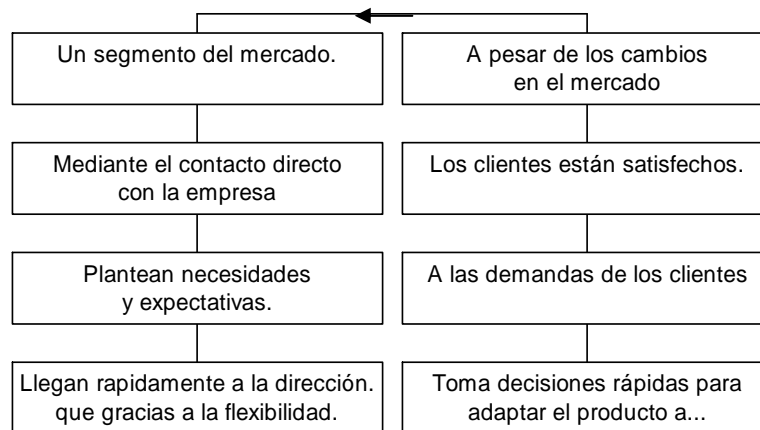 Un segmento del mercado.
Mediante el contacto directo
con la empresa
Plantean necesidades
y expectativas.
Llegan rapidamente a la dirección.
que gracias a la flexibilidad.
A pesar de los cambios
en el mercado
Los clientes están satisfechos.
A las demandas de los clientes
Toma decisiones rápidas para
adaptar el producto a...